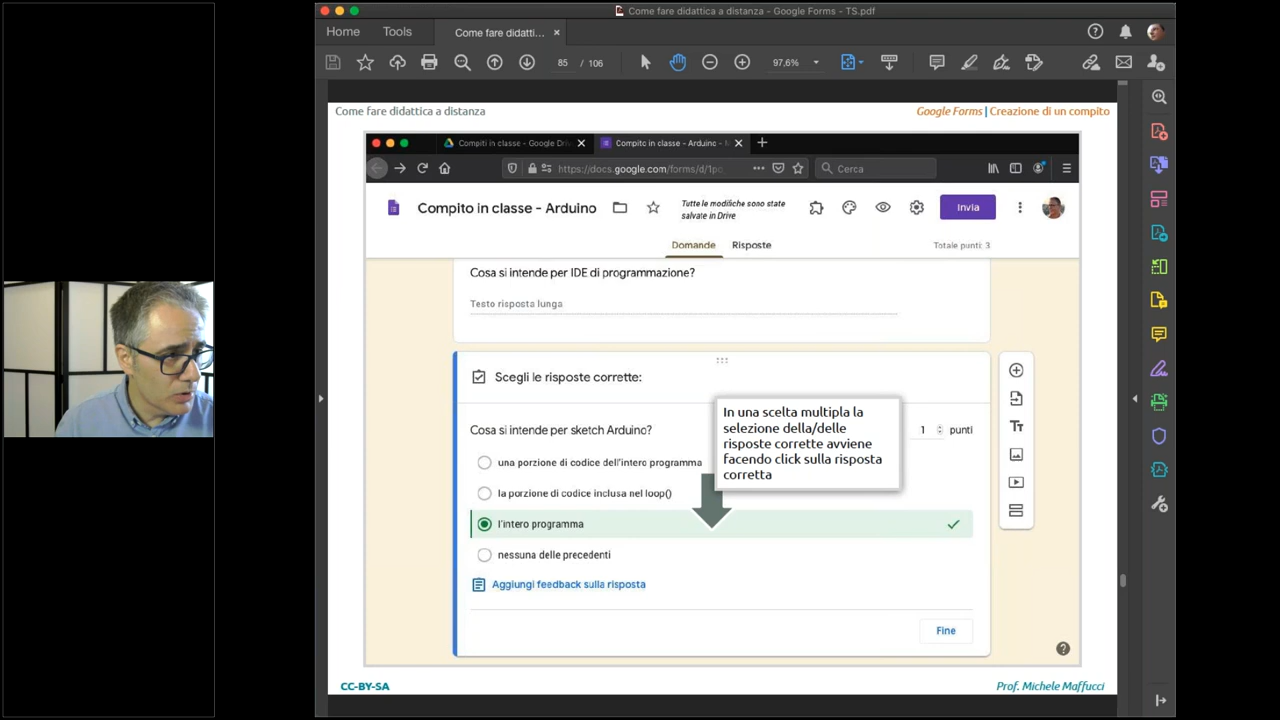 Come fare didattica a distanza - Google Forms - TS.pdf
Home
Tools
Come fare didatti...
85 / 106
97,6%
Come fare didattica a distanza
Google Forms | Creazione di un compito
Compiti in classe - Google Driv
Compito in classe - Arduino -
https://docs.google.com/forms/d/1po
Cerca
Compito in classe - Arduino
Tutte le modifiche sono state
salvate in Drive
Invia
Domande
Risposte
Totale punti: 3
Cosa si intende per IDE di programmazione?
Testo risposta lunga
Scegli le risposte corrette:
In una scelta multipla la
selezione della/delle
risposte corrette avviene
facendo click sulla risposta
corretta
Cosa si intende per sketch Arduino?
1 punti
una porzione di codice dell'intero programma
la porzione di codice inclusa nel loop()
l'intero programma
nessuna delle precedenti
Aggiungi feedback sulla risposta
Fine
CC-BY-SA
Prof. Michele Maffucci